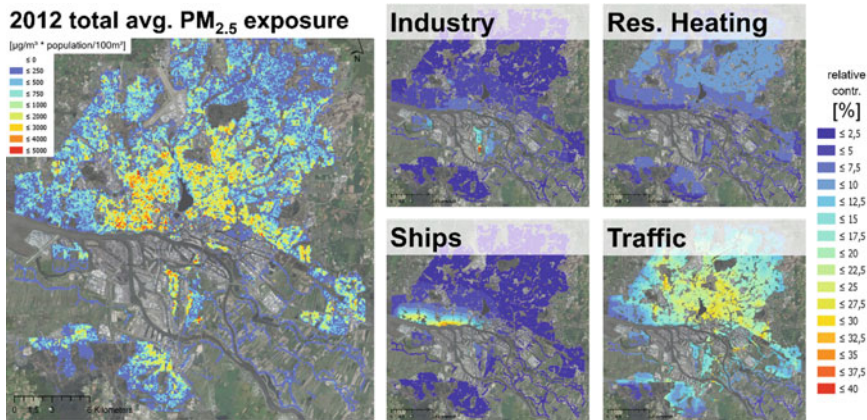 2012 total avg. PM2.5 exposure
[µg/m³ * population/100m²]
≤ 0
≤ 250
≤ 500
≤ 750
≤ 1000
≤ 2000
≤ 3000
≤ 4000
≤ 5000
N
6 Kilometers
Industry
Res. Heating
Ships
Traffic
relative
contr.
[%]
≤ 2,5
≤ 5
≤ 7,5
≤ 10
≤ 12,5
≤ 15
≤ 17,5
≤ 20
≤ 22,5
≤ 25
≤ 27,5
≤ 30
≤ 32,5
≤ 35
≤ 37,5
≤ 40